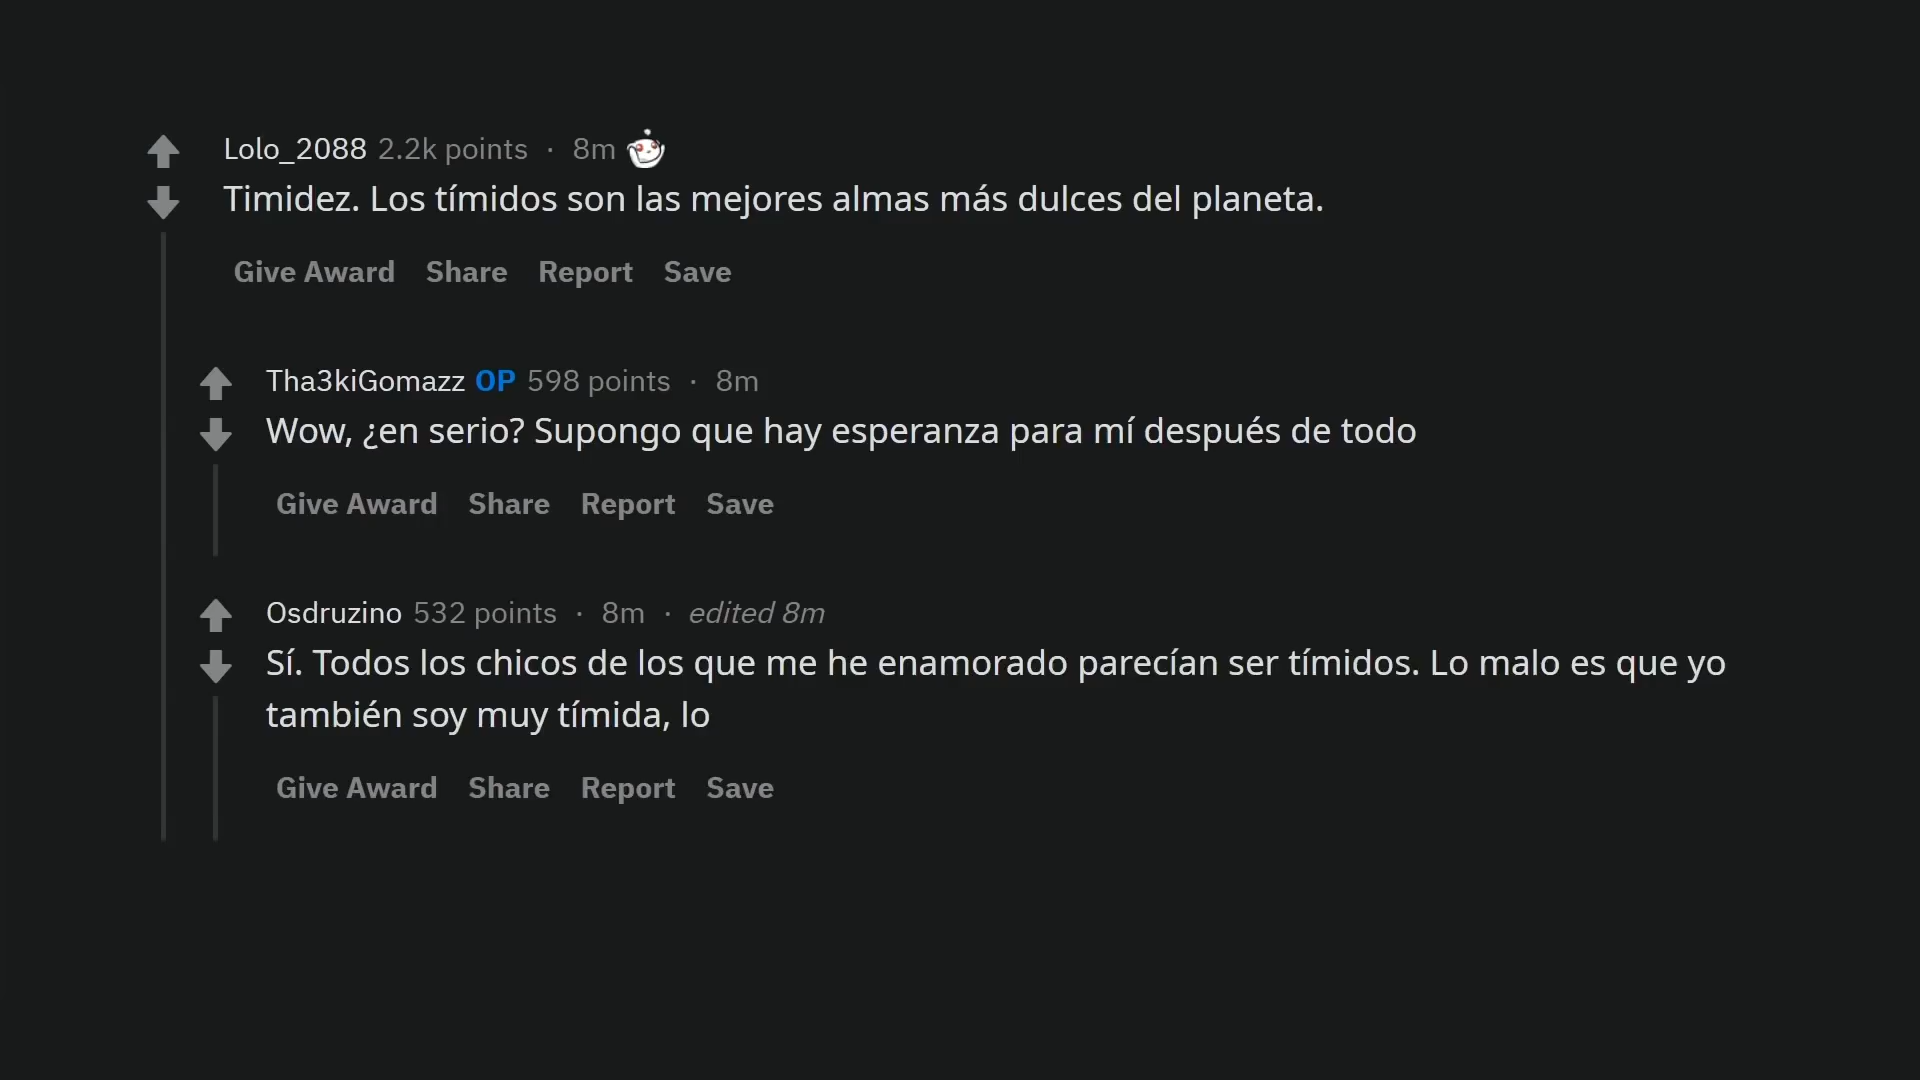 Lolo_2088 2.2k points · 8m
Timidez. Los tímidos son las mejores almas más dulces del planeta.
Give Award Share Report Save
Tha3kiGomazz OP 598 points · 8m
Wow, ¿en serio? Supongo que hay esperanza para mí después de todo
Give Award Share Report Save
Osdruzino 532 points · 8m · edited 8m
Sí. Todos los chicos de los que me he enamorado parecían ser tímidos. Lo malo es que yo
también soy muy tímida, lo
Give Award Share Report Save